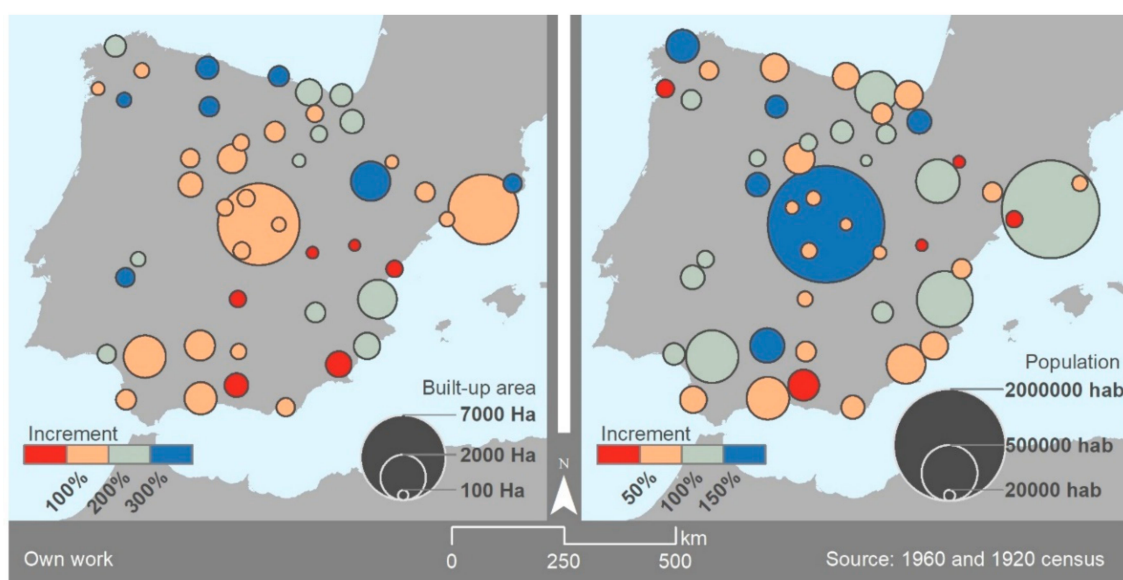 Built-up area
7000 Ha
2000 Ha
100 Ha
Increment
100%
200%
300%
Population
2000000 hab
500000 hab
20000 hab
Increment
50%
100%
150%
N
km
0
250
500
Own work
Source: 1960 and 1920 census